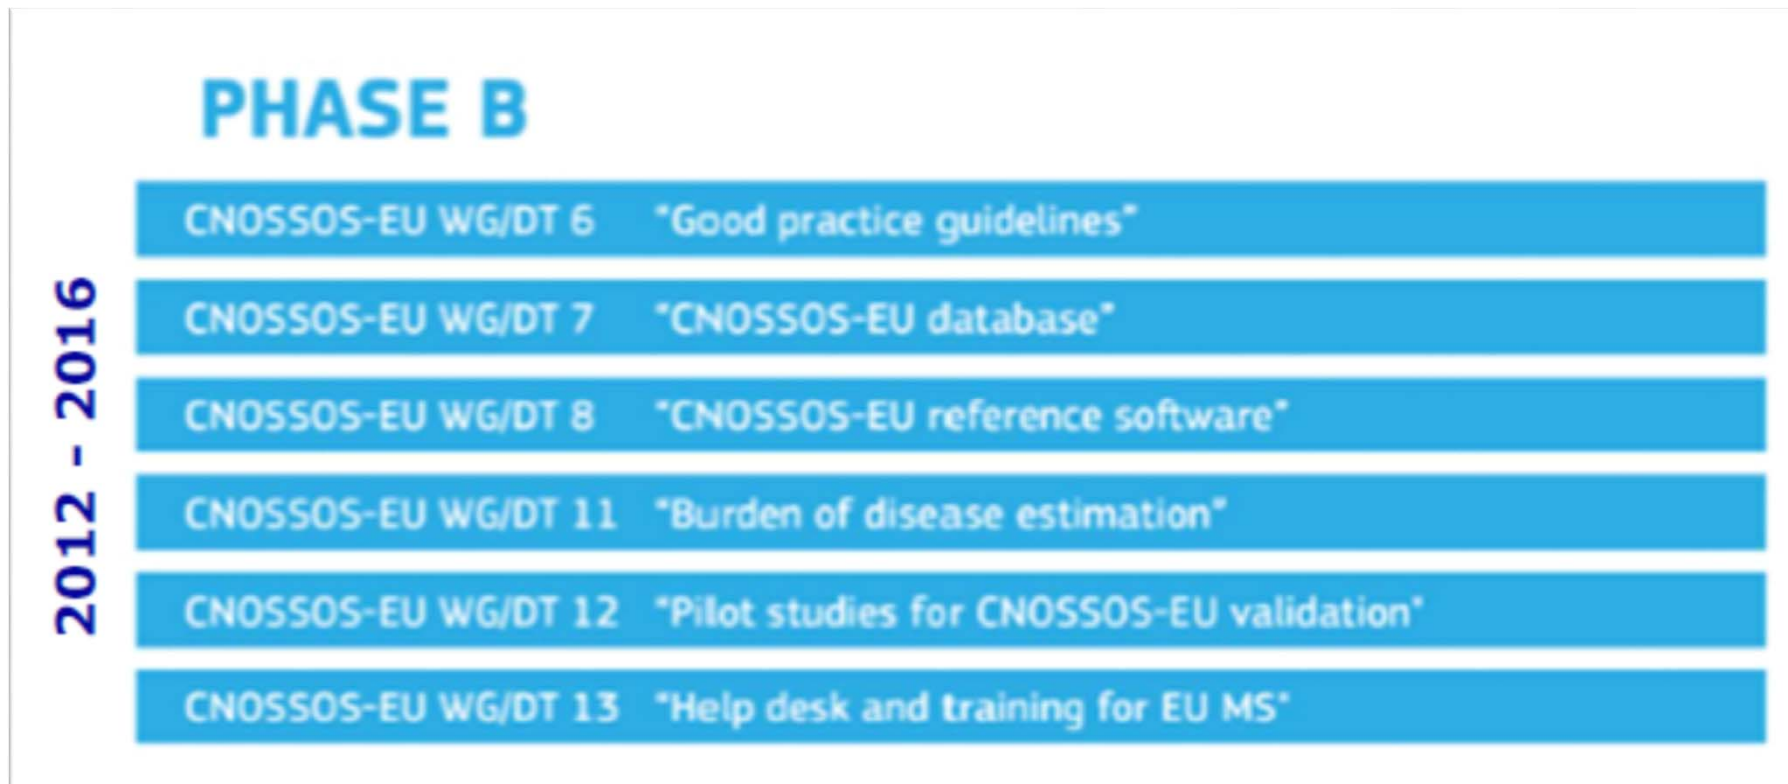 PHASE B
2012 - 2016
CNOSSOS-EU WG/DT 6 "Good practice guidelines"
CNOSSOS-EU WG/DT 7 "CNOSSOS-EU database"
CNOSSOS-EU WG/DT 8 "CNOSSOS-EU reference software"
CNOSSOS-EU WG/DT 11 "Burden of disease estimation"
CNOSSOS-EU WG/DT 12 "Pilot studies for CNOSSOS-EU validation"
CNOSSOS-EU WG/DT 13 "Help desk and training for EU MS"